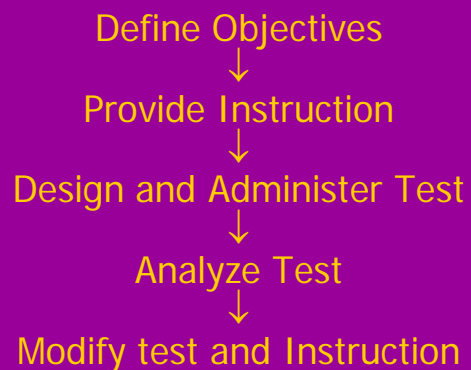 Define Objectives
↓
Provide Instruction
↓
Design and Administer Test
↓
Analyze Test
↓
Modify test and Instruction